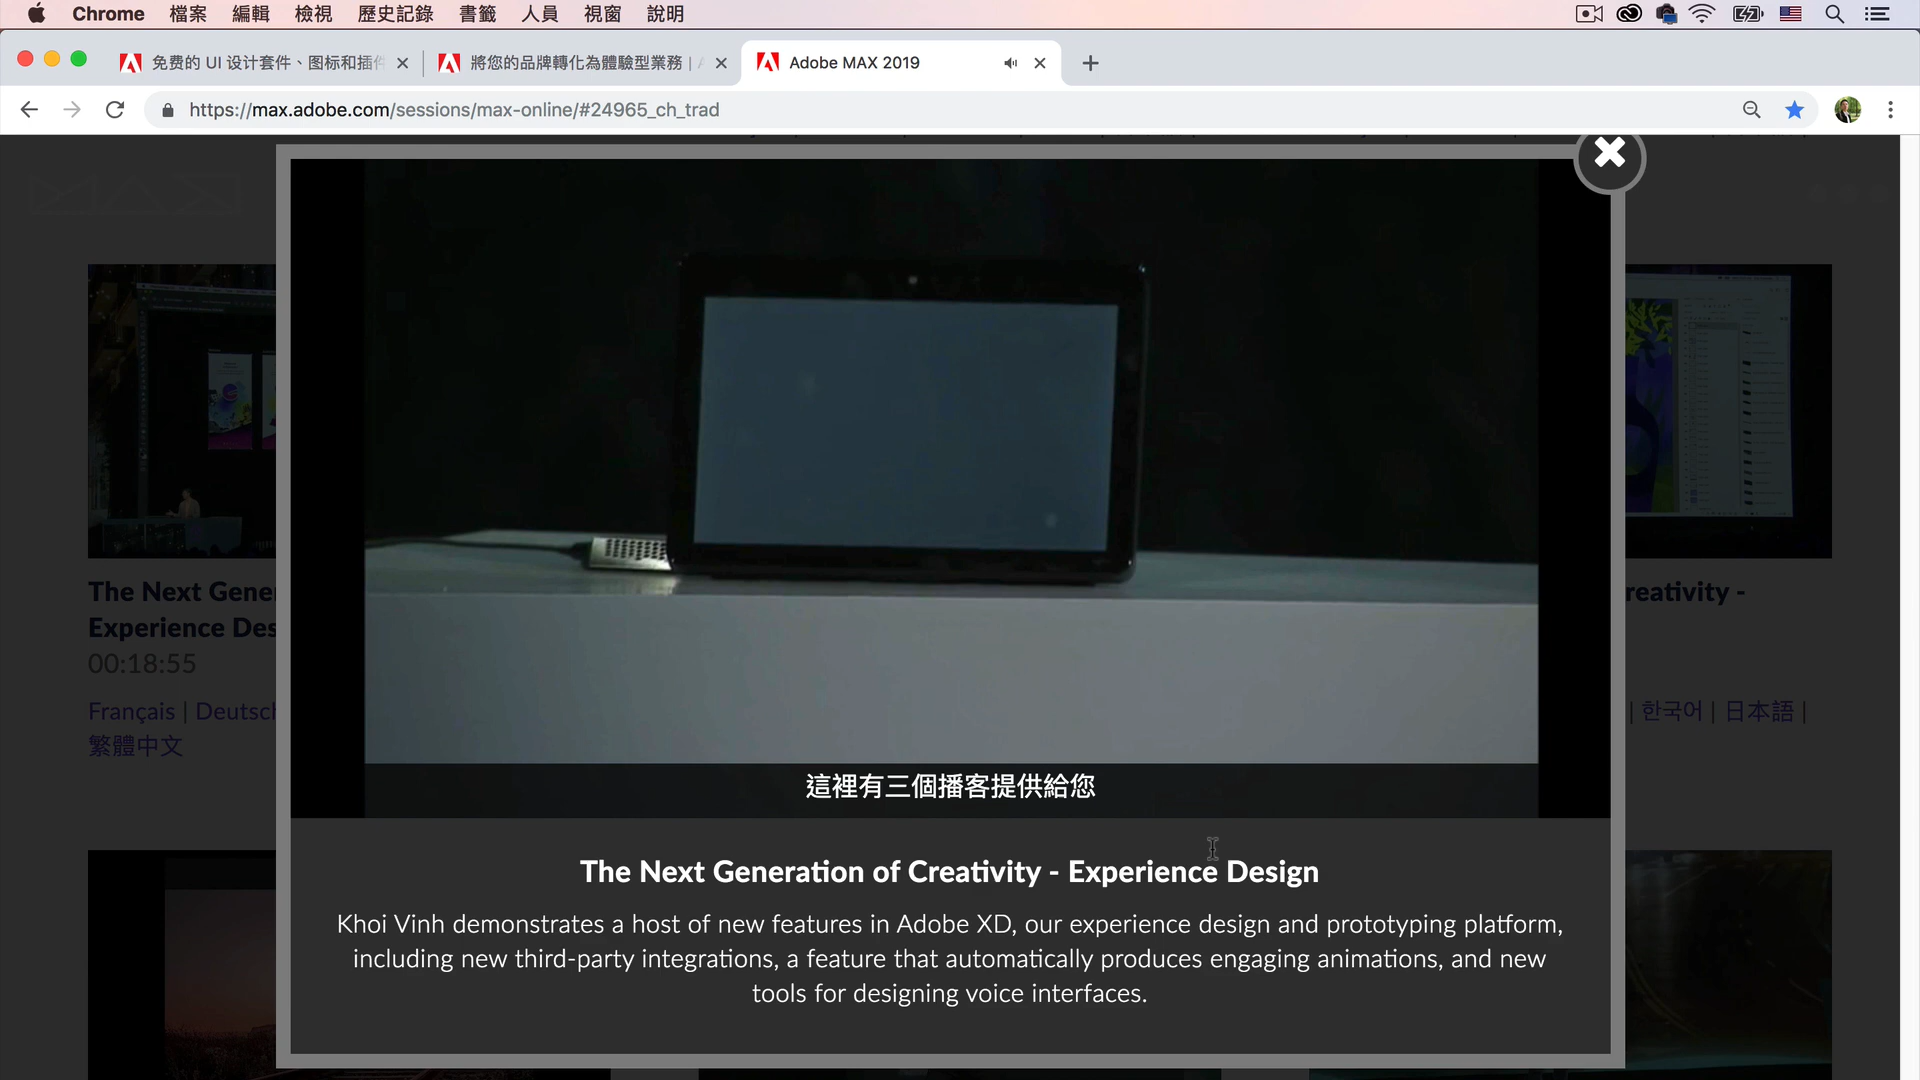 Chrome 檔案 編輯 檢視 歷史記錄 書籤 人員 視窗 說明
免费的 UI 设计套件、图标和插件
將您的品牌轉化為體驗型業務 | A
Adobe MAX 2019
https://max.adobe.com/sessions/max-online/#24965_ch_trad
MAX
The Next Gene
Experience Des
00:18:55
Français | Deutsch
繁體中文
reativity -
| 한국어 | 日本語 |
這裡有三個播客提供給您
The Next Generation of Creativity - Experience Design
Khoi Vinh demonstrates a host of new features in Adobe XD, our experience design and prototyping platform,
including new third-party integrations, a feature that automatically produces engaging animations, and new
tools for designing voice interfaces.